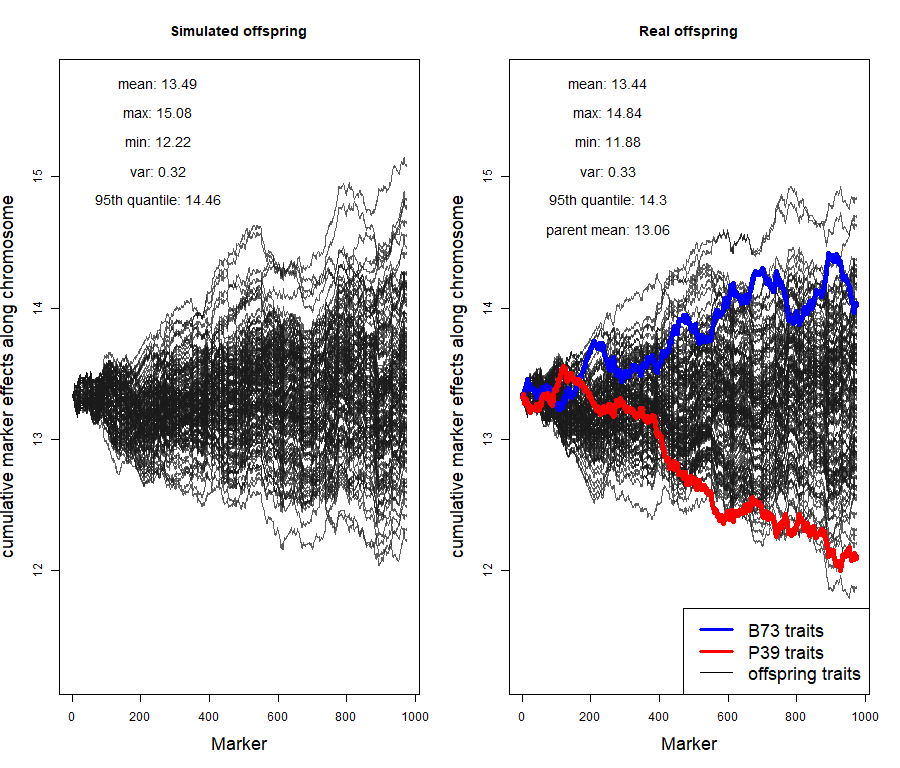 Simulated offspring
mean: 13.49
max: 15.08
min: 12.22
var: 0.32
95th quantile: 14.46
cumulative marker effects along chromosome
15
14
13
12
0 200 400 600 800 1000
Marker
Real offspring
mean: 13.44
max: 14.84
min: 11.88
var: 0.33
95th quantile: 14.3
parent mean: 13.06
cumulative marker effects along chromosome
15
14
13
12
B73 traits
P39 traits
offspring traits
0 200 400 600 800 1000
Marker